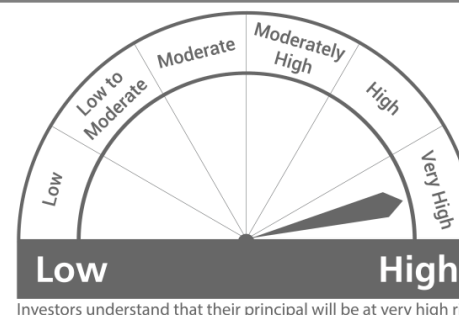 Low
Low to
Moderate
Moderate
Moderately
High
High
Very High
Low High
Investors understand that their principal will be at very high